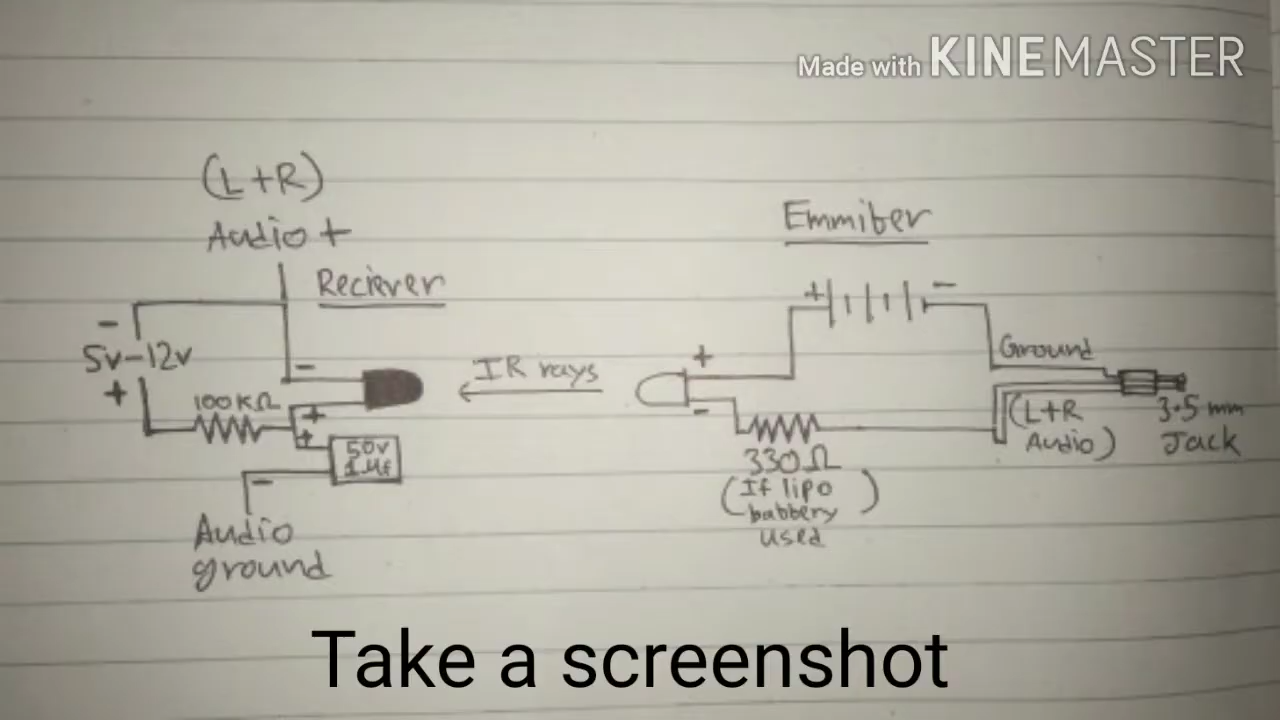 Made with KINEMASTER
(L+R)
Audio +
Reciever
Emmiter
+
-
-
5v-12v
+
100KΩ
-
+
+
50v
1µf
-
Audio
ground
IR rays
+
-
330Ω
(If lipo
battery
used)
Ground
(L+R
Audio)
3.5 mm
Jack
Take a screenshot